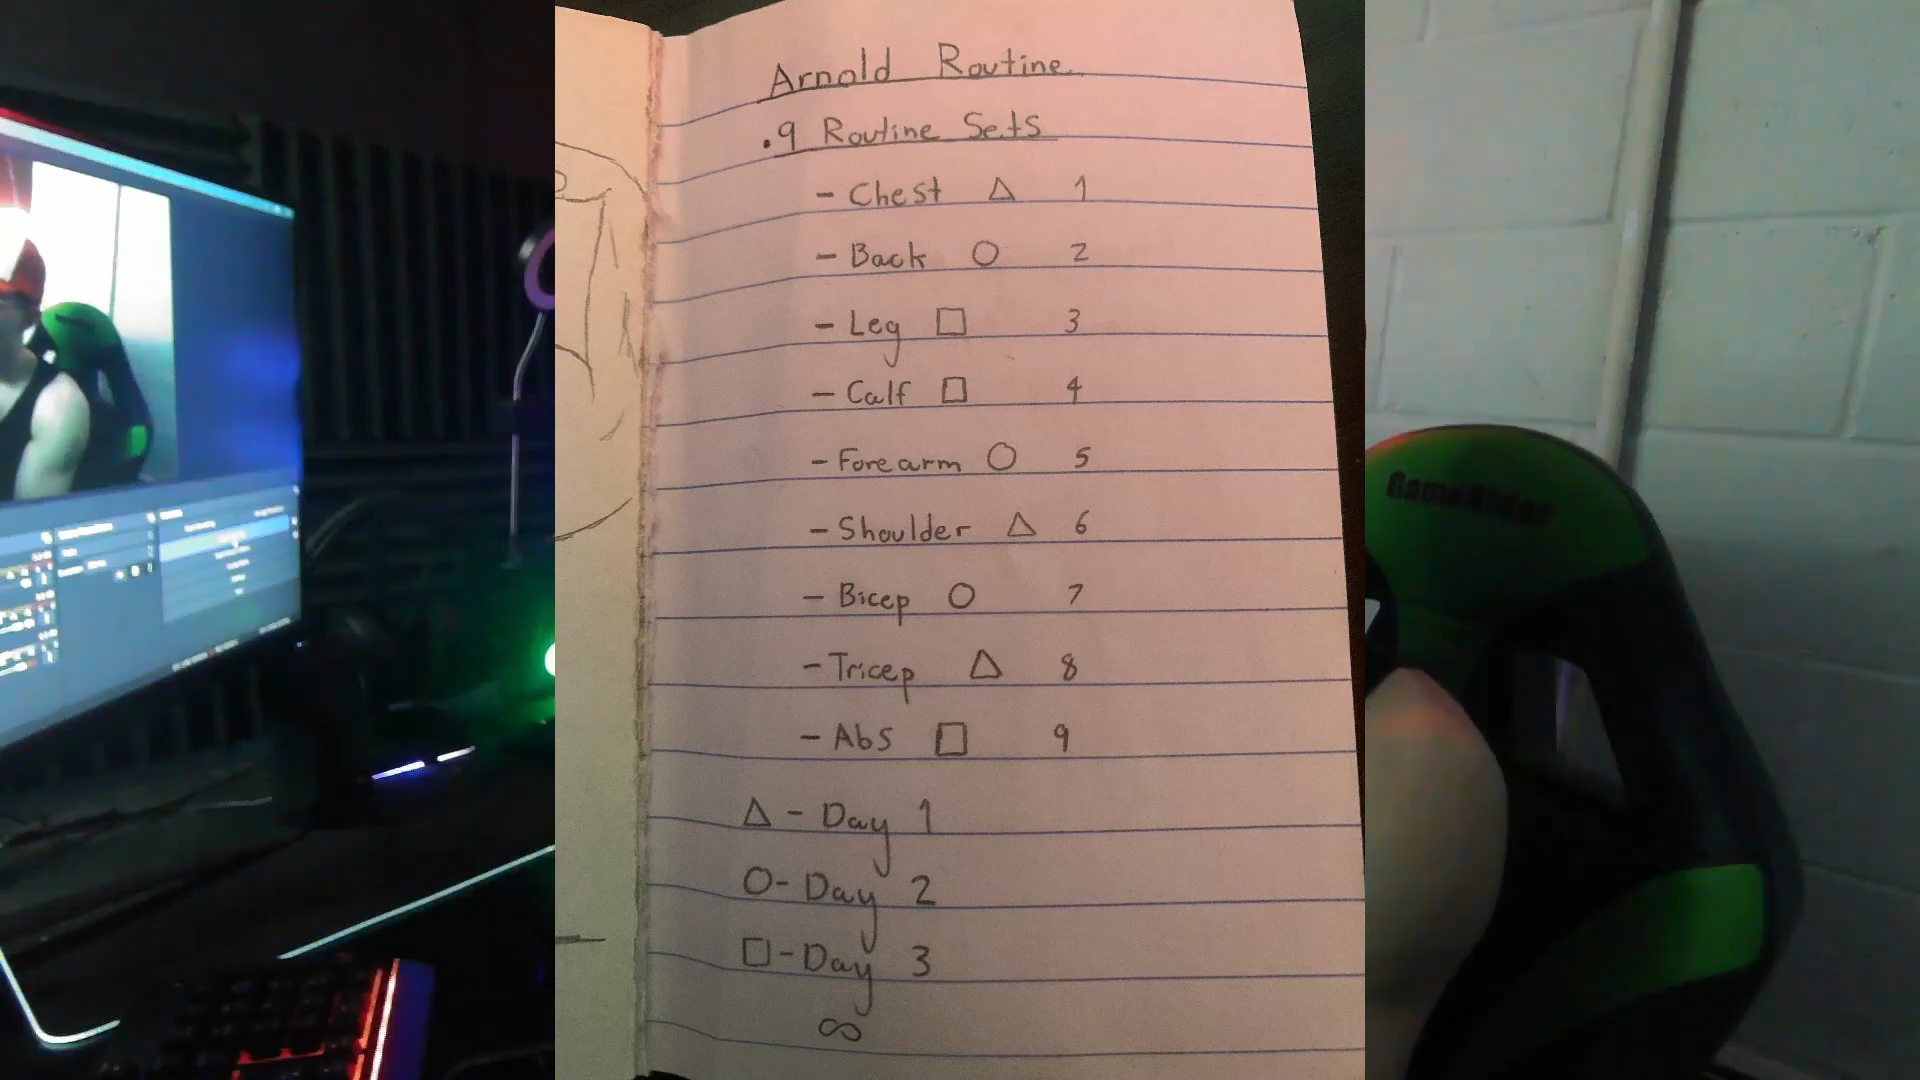 Arnold Routine
.9 Routine Sets
- Chest △ 1
- Back ○ 2
- Leg □ 3
- Calf □ 4
- Forearm ○ 5
- Shoulder △ 6
- Bicep ○ 7
- Tricep △ 8
- Abs □ 9
△ - Day 1
○ - Day 2
□ - Day 3
∞
GameRider